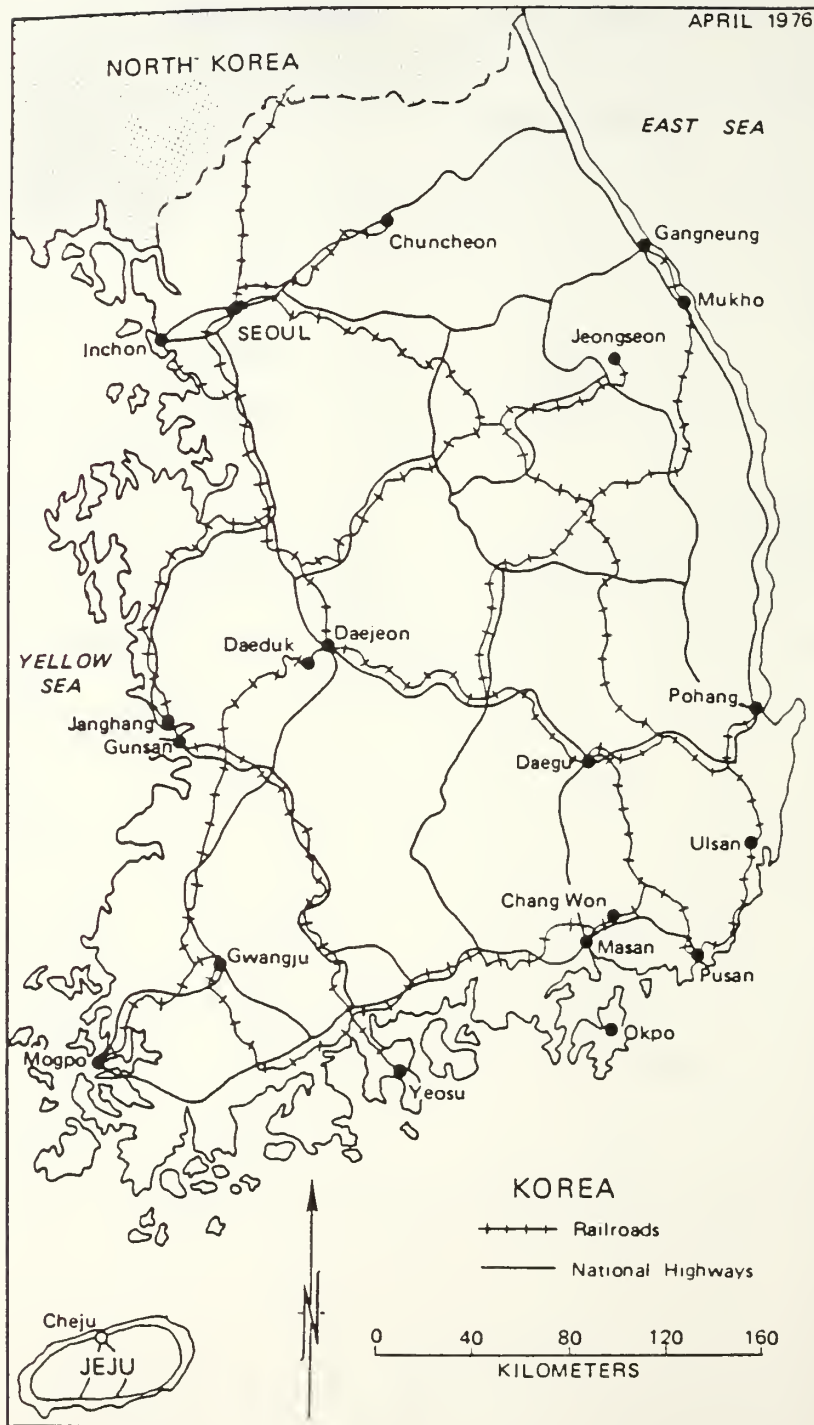 APRIL 1976
NORTH KOREA
EAST SEA
Chuncheon
Gangneung
Mukho
SEOUL
Inchon
Jeongseon
Daeduk
Daejeon
YELLOW
SEA
Janghang
Gunsan
Pohang
Daegu
Ulsan
Chang Won
Masan
Pusan
Gwangju
Okpo
Mogpo
Yeosu
KOREA
Railroads
National Highways
N
Cheju
JEJU
0 80 120 160
KILOMETERS